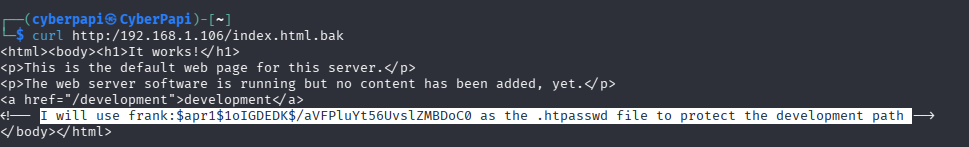 ┌──(cyberpapi㉿CyberPapi)-[~]
└─$ curl http:/192.168.1.106/index.html.bak
<html><body><h1>It works!</h1>
<p>This is the default web page for this server.</p>
<p>The web server software is running but no content has been added, yet.</p>
<a href="/development">development</a>
<!-- I will use frank:$apr1$1oIGDEDK$/aVFPluYt56UvslZMBDoC0 as the .htpasswd file to protect the development path -->
</body></html>